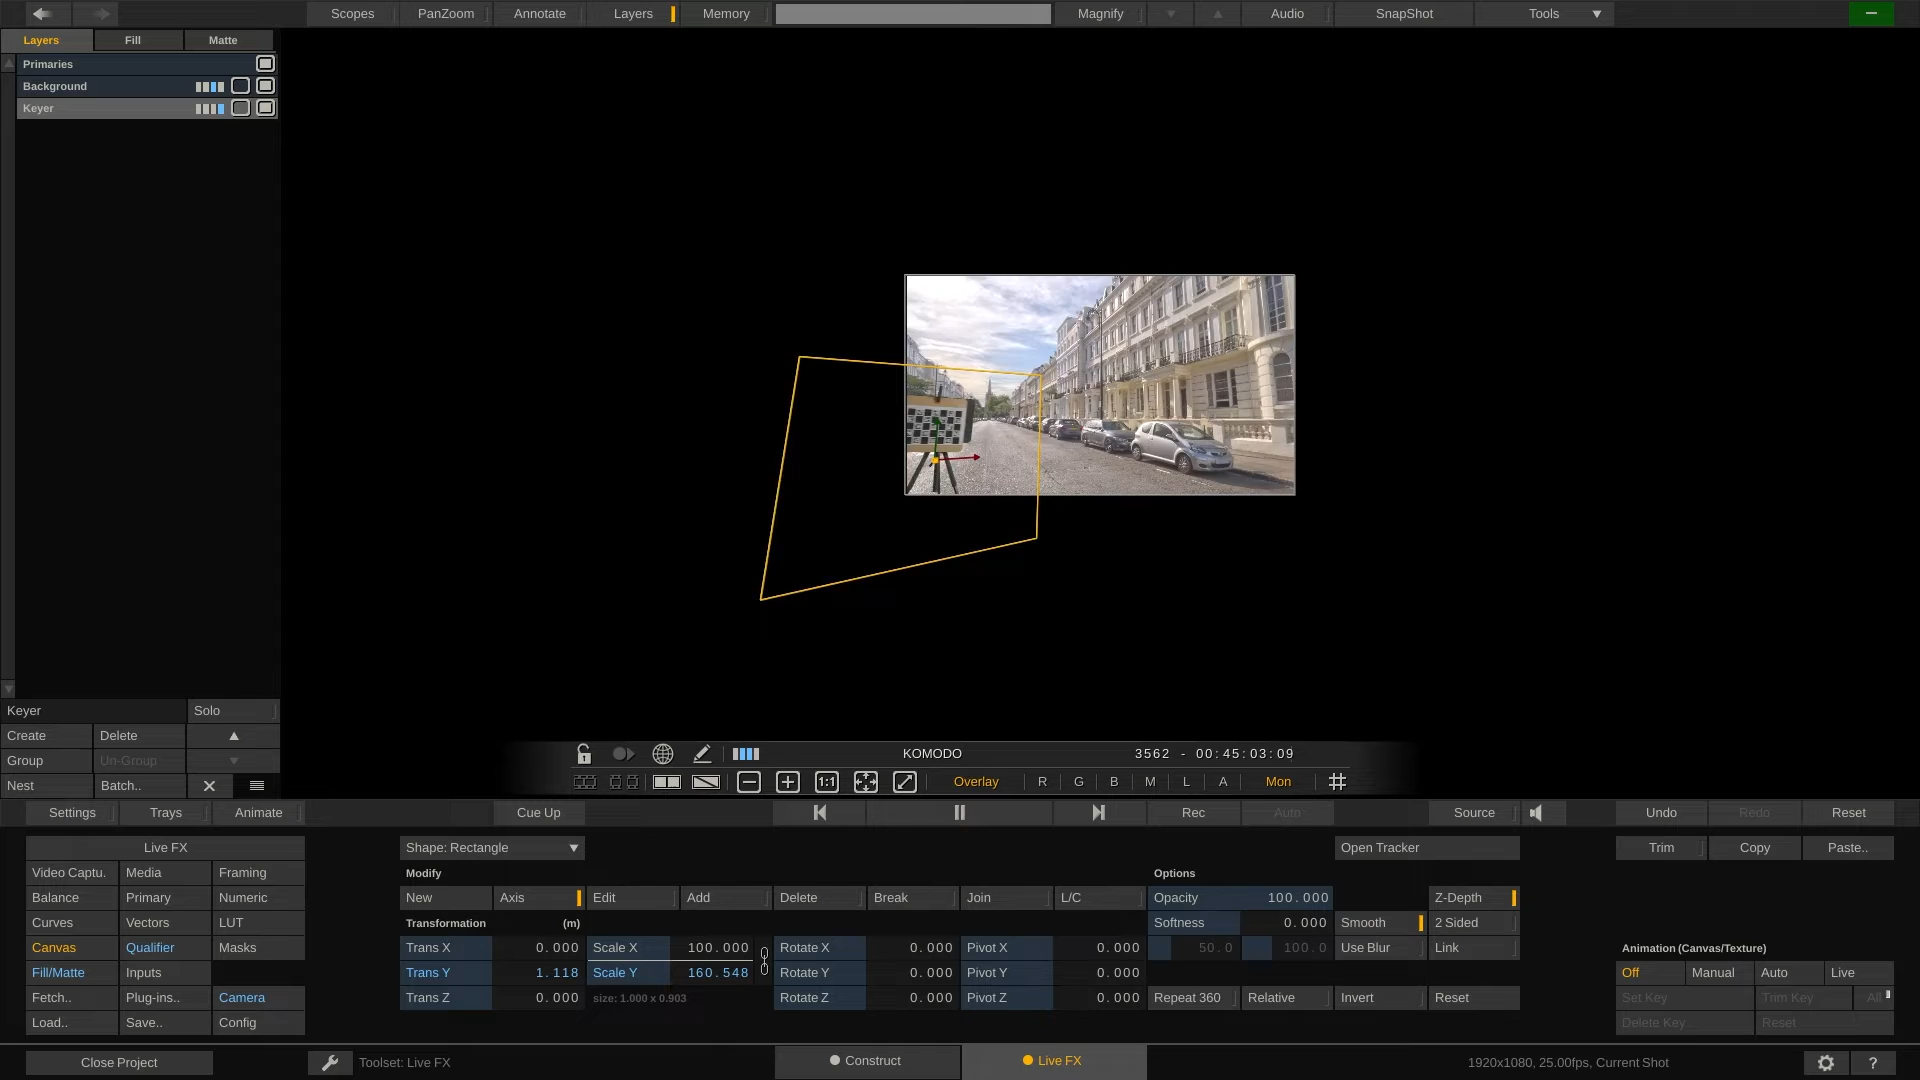 Scopes PanZoom Annotate Layers Memory Magnify Audio SnapShot Tools
Layers Fill Matte
Primaries
Background
Keyer
Keyer Solo
Create Delete
Group Un-Group
Nest Batch..
KOMODO 3562 - 00:45:03:09
1:1 Overlay R G B M L A Mon
Settings Trays Animate Cue Up Rec Auto Source Undo Redo Reset
Live FX Shape: Rectangle Open Tracker Trim Copy Paste..
Video Captu. Media Framing Modify Options
Balance Primary Numeric New Axis Edit Add Delete Break Join L/C Opacity 100.000 Z-Depth
Curves Vectors LUT Transformation (m) Softness 0.000 Smooth 2 Sided
Canvas Qualifier Masks Trans X 0.000 Scale X 100.000 Rotate X 0.000 Pivot X 0.000 50.0 100.0 Use Blur Link Animation (Canvas/Texture)
Fill/Matte Inputs Trans Y 1.118 Scale Y 160.548 Rotate Y 0.000 Pivot Y 0.000 Off Manual Auto Live
Fetch.. Plug-ins.. Camera Trans Z 0.000 size: 1.000 x 0.903 Rotate Z 0.000 Pivot Z 0.000 Repeat 360 Relative Invert Reset Set Key Trim Key All
Load.. Save.. Config Delete Key Reset
Close Project Toolset: Live FX Construct Live FX 1920x1080, 25.00fps, Current Shot ?